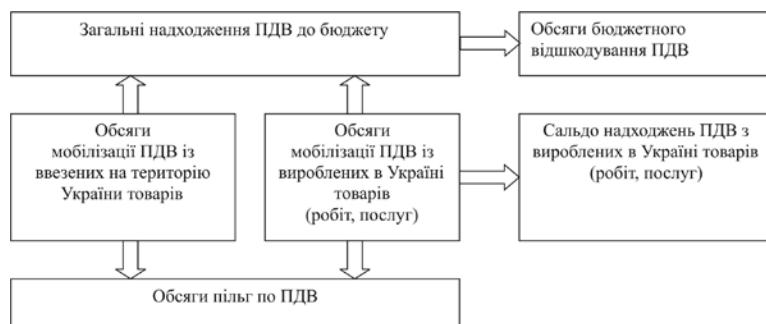 Загальні надходження ПДВ до бюджету
Обсяги бюджетного
відшкодування ПДВ
Обсяги
мобілізації ПДВ із
ввезених на територію
України товарів
Обсяги
мобілізації ПДВ із
вироблених в Україні
товарів
(робіт, послуг)
Сальдо надходжень ПДВ з
вироблених в Україні товарів
(робіт, послуг)
Обсяги пільг по ПДВ